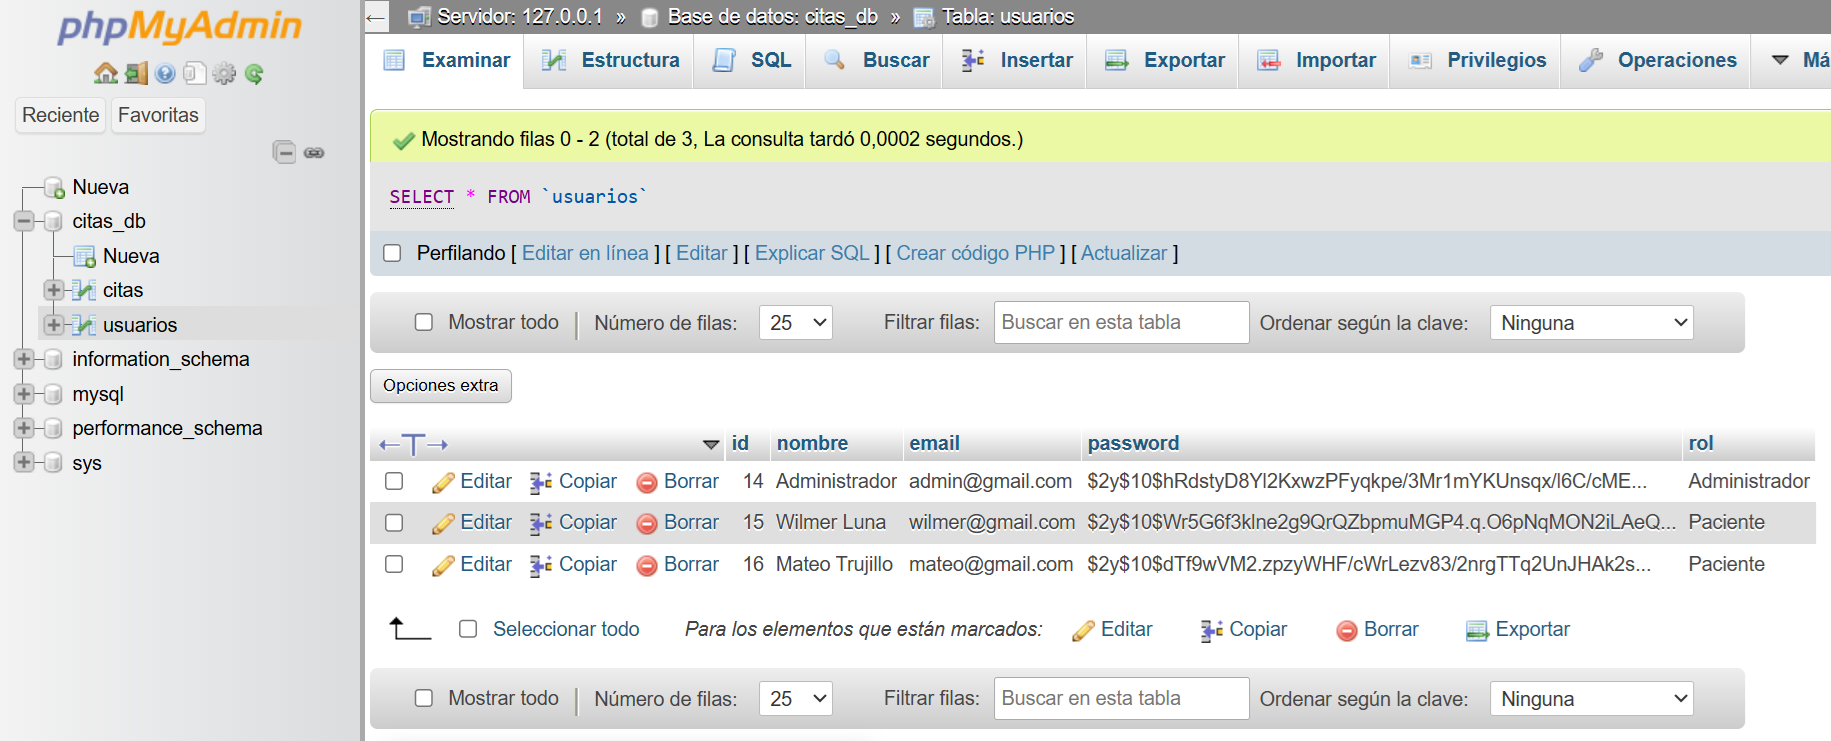 phpMyAdmin
Reciente Favoritas
Nueva
citas_db
Nueva
citas
usuarios
information_schema
mysql
performance_schema
sys
Servidor: 127.0.0.1 » Base de datos: citas_db » Tabla: usuarios
Examinar Estructura SQL Buscar Insertar Exportar Importar Privilegios Operaciones Má
Mostrando filas 0 - 2 (total de 3, La consulta tardó 0,0002 segundos.)
SELECT * FROM `usuarios`
Perfilando [ Editar en línea ] [ Editar ] [ Explicar SQL ] [ Crear código PHP ] [ Actualizar ]
Mostrar todo | Número de filas: 25 Filtrar filas: Buscar en esta tabla Ordenar según la clave: Ninguna
Opciones extra
←T→ id nombre email password rol
Editar Copiar Borrar 14 Administrador admin@gmail.com $2y$10$hRdstyD8Yl2KxwzPFyqkpe/3Mr1mYKUnsqx/l6C/cME... Administrador
Editar Copiar Borrar 15 Wilmer Luna wilmer@gmail.com $2y$10$Wr5G6f3klne2g9QrQZbpmuMGP4.q.O6pNqMON2iLAeQ... Paciente
Editar Copiar Borrar 16 Mateo Trujillo mateo@gmail.com $2y$10$dTf9wVM2.zpzyWHF/cWrLezv83/2nrgTTq2UnJHAk2s... Paciente
Seleccionar todo Para los elementos que están marcados: Editar Copiar Borrar Exportar
Mostrar todo | Número de filas: 25 Filtrar filas: Buscar en esta tabla Ordenar según la clave: Ninguna